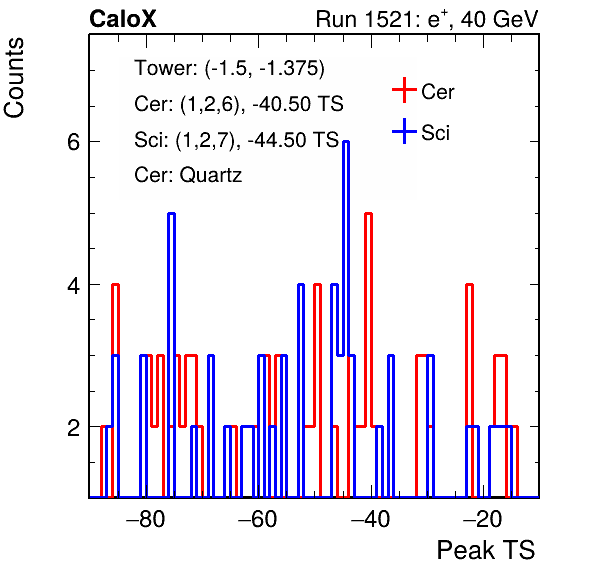 CaloX Run 1521: e⁺, 40 GeV
Counts
Tower: (-1.5, -1.375)
Cer: (1,2,6), -40.50 TS
Sci: (1,2,7), -44.50 TS
Cer: Quartz
Cer
Sci
6
4
2
−80 −60 −40 −20
Peak TS